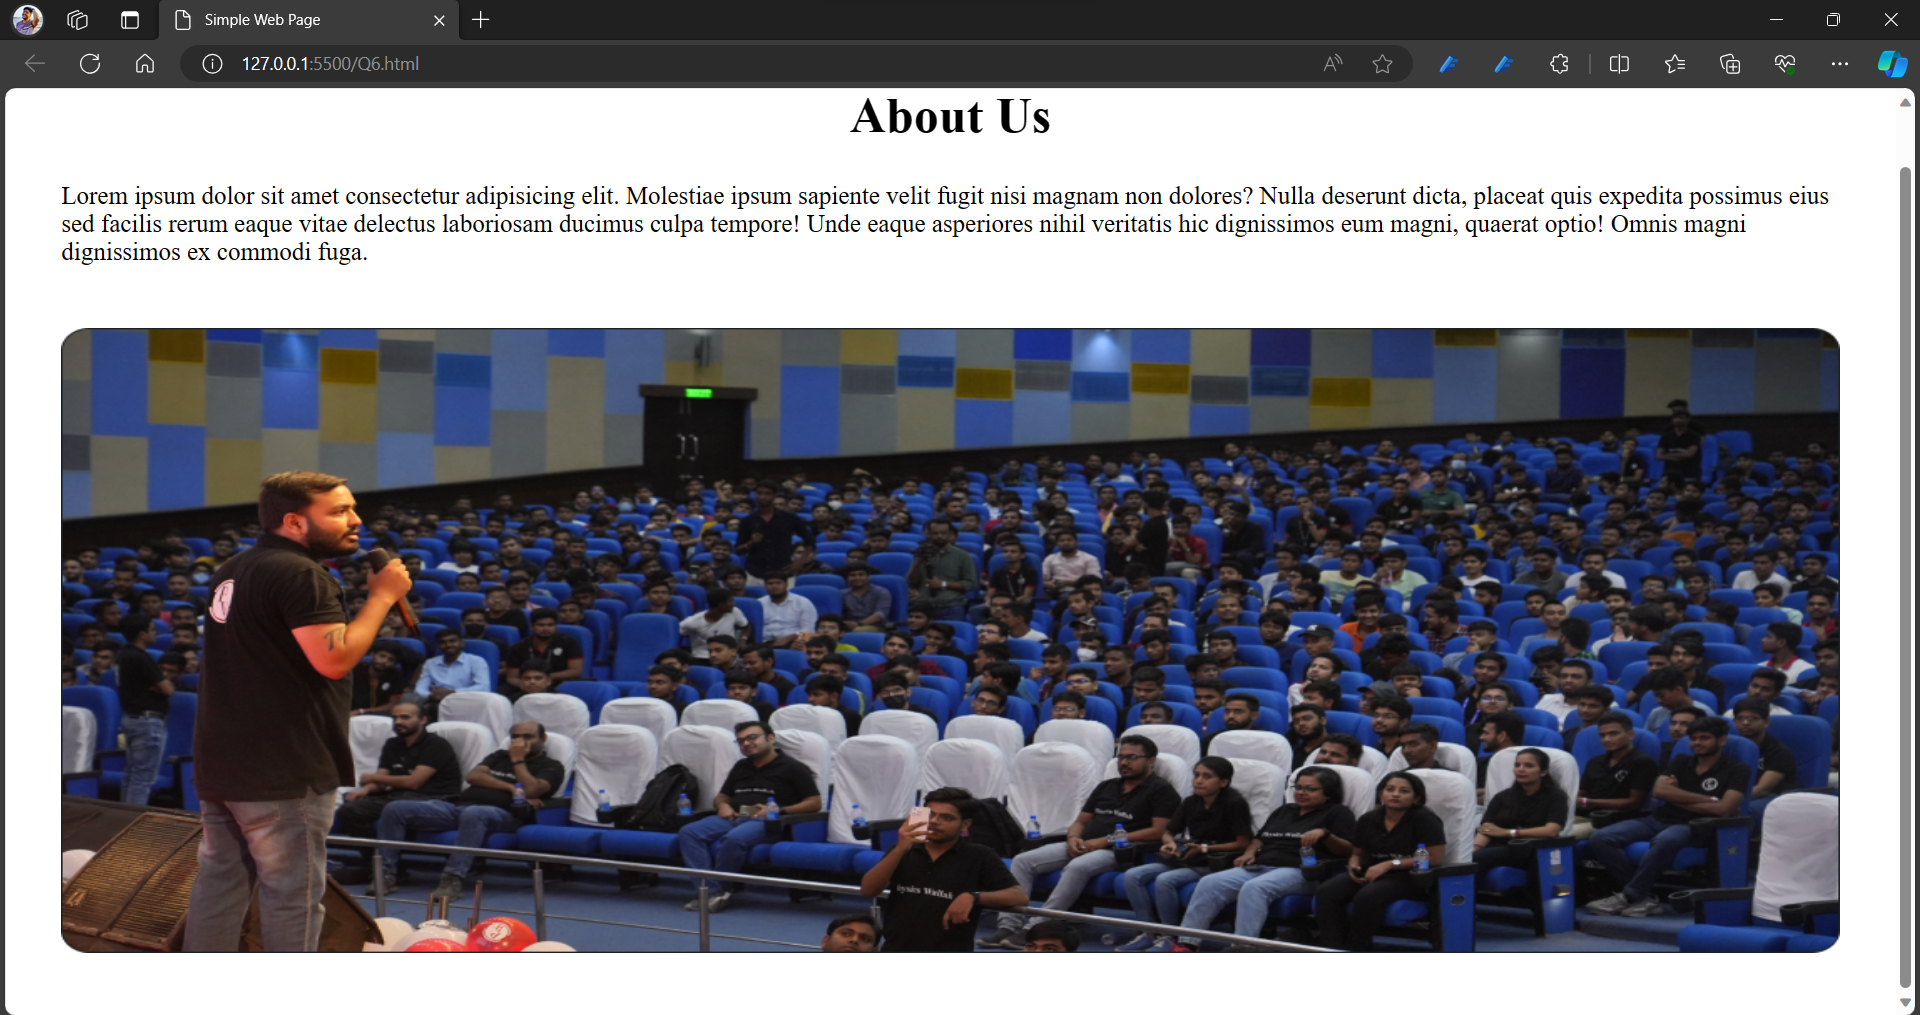 Simple Web Page
127.0.0.1:5500/Q6.html
About Us
Lorem ipsum dolor sit amet consectetur adipisicing elit. Molestiae ipsum sapiente velit fugit nisi magnam non dolores? Nulla deserunt dicta, placeat quis expedita possimus eius
sed facilis rerum eaque vitae delectus laboriosam ducimus culpa tempore! Unde eaque asperiores nihil veritatis hic dignissimos eum magni, quaerat optio! Omnis magni
dignissimos ex commodi fuga.